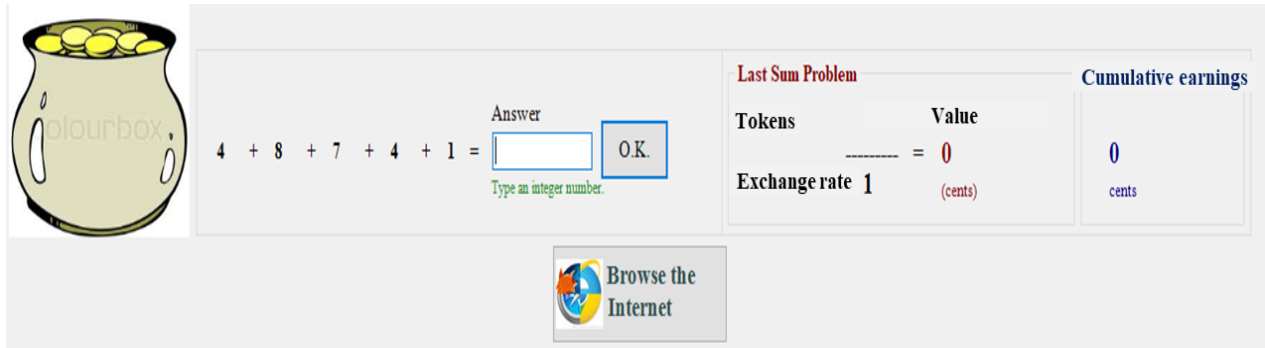 olourbox
4 + 8 + 7 + 4 + 1 =
Answer
O.K.
Type an integer number.
Last Sum Problem
Tokens
Value
--------- = 0
Exchange rate 1
(cents)
Cumulative earnings
0
cents
Browse the
Internet